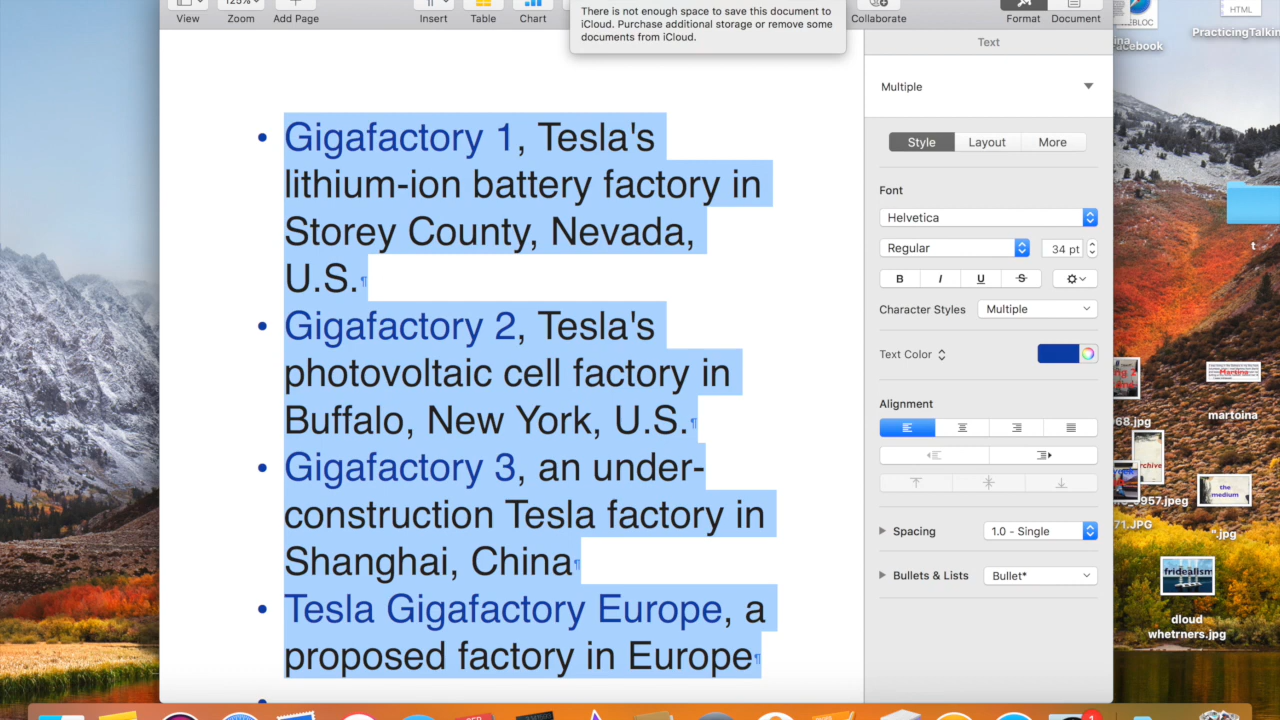 125%
View
Zoom
Add Page
Insert
Table
Chart
There is not enough space to save this document to
iCloud. Purchase additional storage or remove some
documents from iCloud.
Collaborate
Format
Document
Text
Multiple
Style
Layout
More
Font
Helvetica
Regular
34 pt
B
I
U
S
Character Styles
Multiple
Text Color
Alignment
Spacing
1.0 - Single
Bullets & Lists
Bullet*
• Gigafactory 1, Tesla's
lithium-ion battery factory in
Storey County, Nevada,
U.S.¶
• Gigafactory 2, Tesla's
photovoltaic cell factory in
Buffalo, New York, U.S.¶
• Gigafactory 3, an under-
construction Tesla factory in
Shanghai, China¶
• Tesla Gigafactory Europe, a
proposed factory in Europe¶
HTML
PracticingTalkin
t
martoina
the
medium
".jpg
fridealism
dloud
whetrners.jpg
1